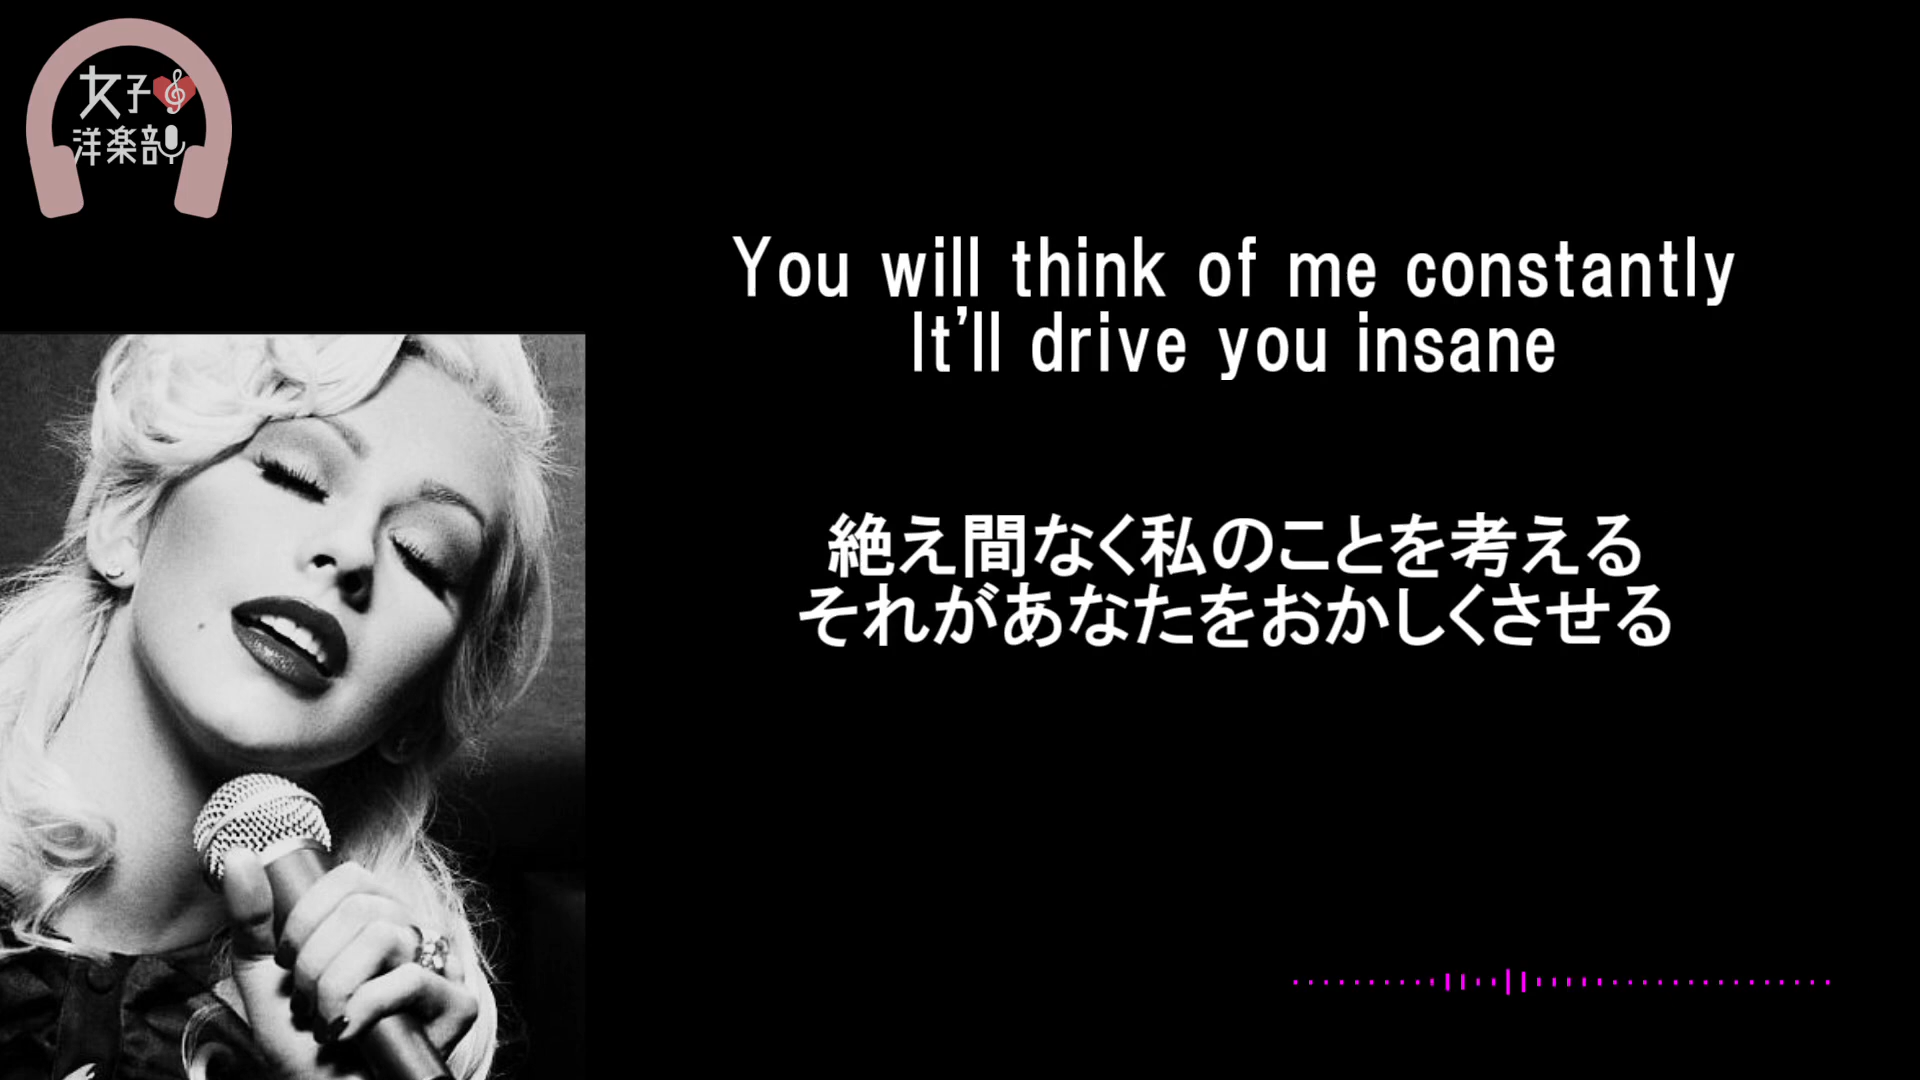 女子
洋楽部
You will think of me constantly
It'll drive you insane
絶え間なく私のことを考える
それがあなたをおかしくさせる